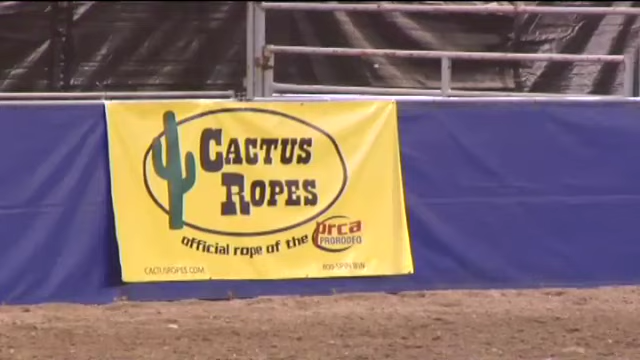 CACTUS
ROPES
official rope of the
prca
PRORODEO
CACTUSROPES.COM